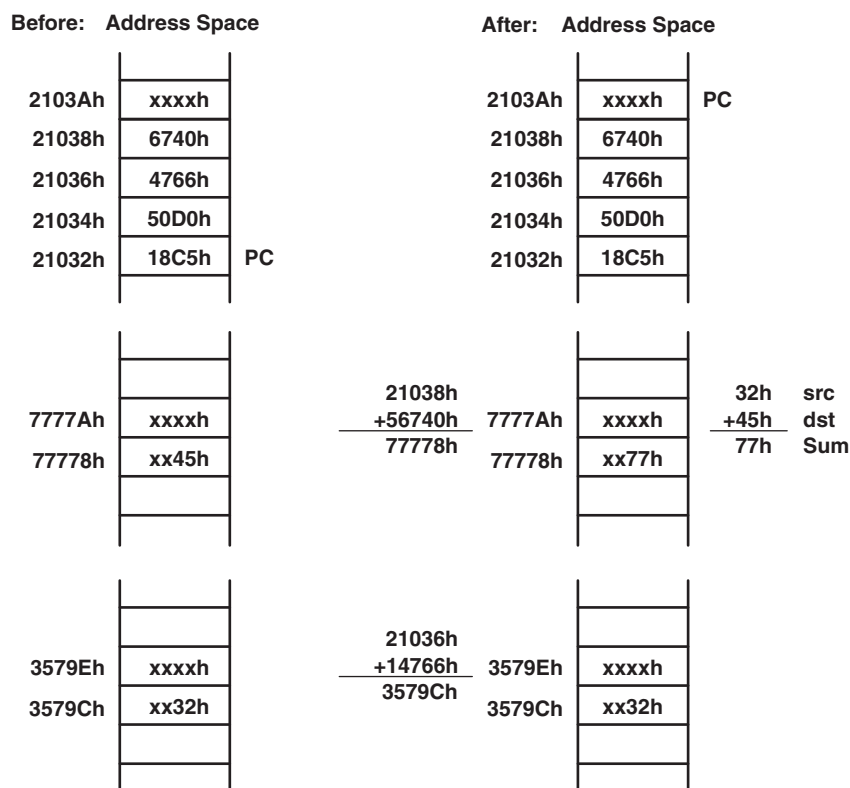 Before: Address Space
After: Address Space
2103Ah xxxxh
2103Ah xxxxh PC
21038h 6740h
21038h 6740h
21036h 4766h
21036h 4766h
21034h 50D0h
21034h 50D0h
21032h 18C5h PC
21032h 18C5h
21038h
32h src
7777Ah xxxxh
+56740h
7777Ah xxxxh
+45h dst
77778h xx45h
77778h
77778h xx77h
77h Sum
21036h
3579Eh xxxxh
+14766h
3579Eh xxxxh
3579Ch xx32h
3579Ch
3579Ch xx32h